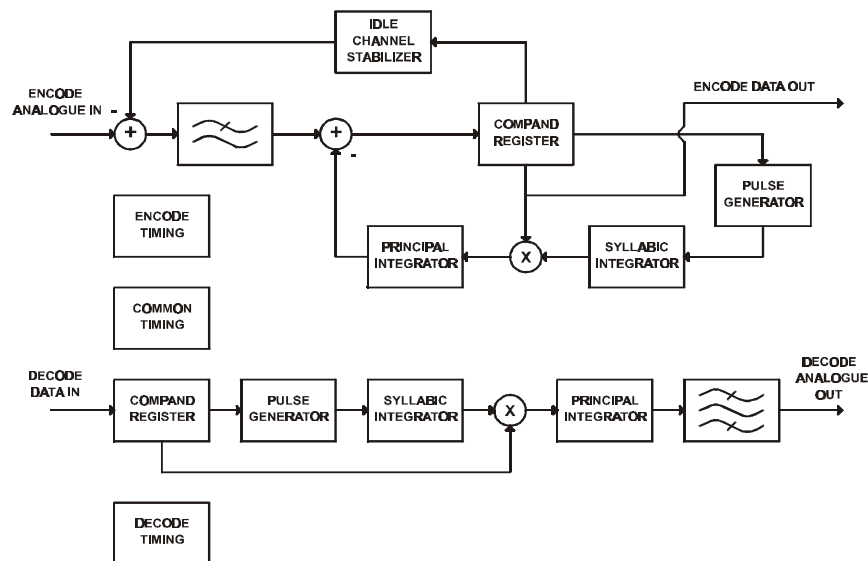 IDLE
CHANNEL
STABILIZER
ENCODE
ANALOGUE IN -
ENCODE DATA OUT
+
+
-
COMPAND
REGISTER
PULSE
GENERATOR
ENCODE
TIMING
PRINCIPAL
INTEGRATOR
X
SYLLABIC
INTEGRATOR
COMMON
TIMING
DECODE
DATA IN
DECODE
ANALOGUE
OUT
COMPAND
REGISTER
PULSE
GENERATOR
SYLLABIC
INTEGRATOR
X
PRINCIPAL
INTEGRATOR
DECODE
TIMING